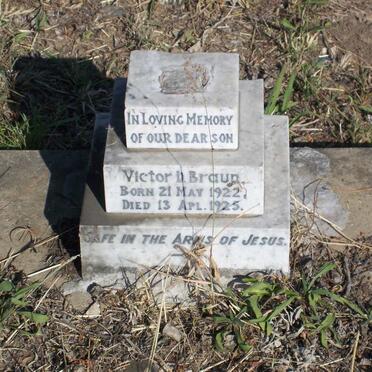 IN LOVING MEMORY
OF OUR DEAR SON
VICTOR D. BRAUN.
BORN 21 MAY 1922.
DIED 13 APL. 1925.
SAFE IN THE ARMS OF JESUS.